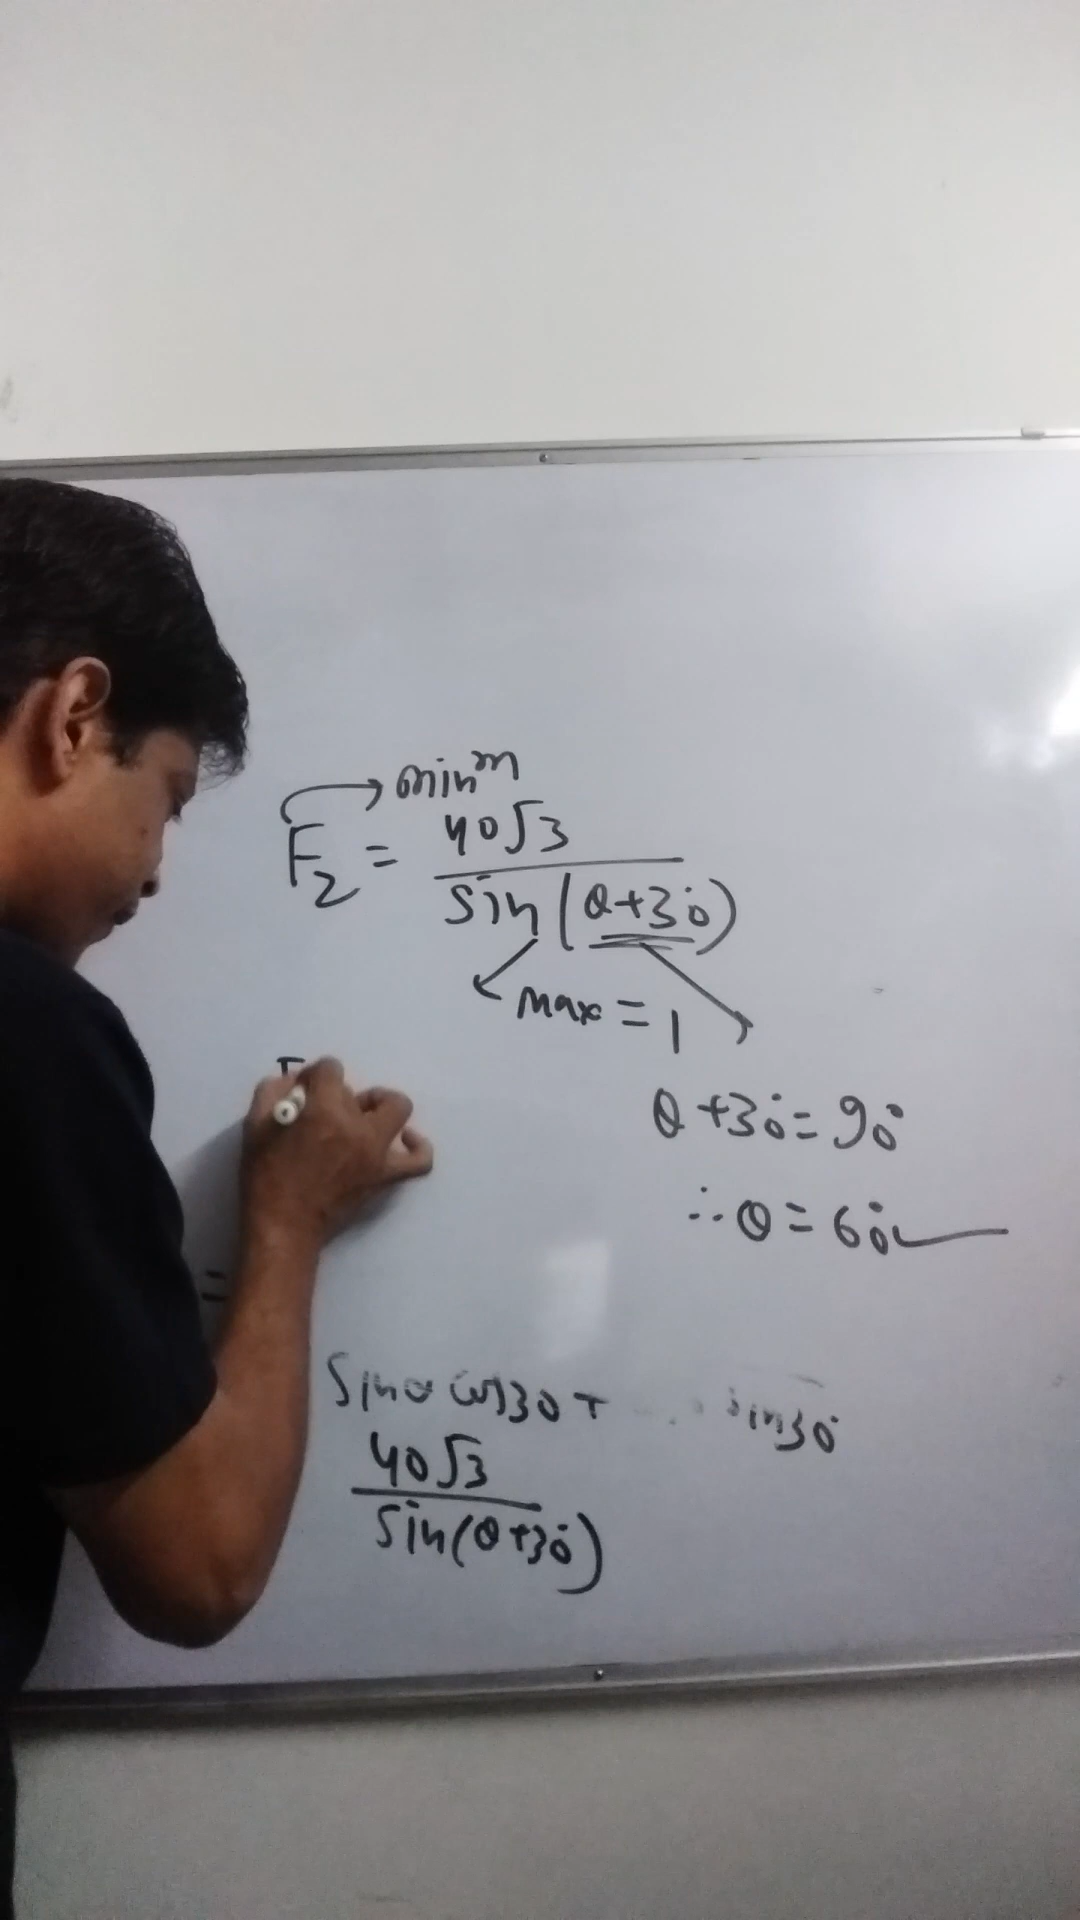 minᵐ
F₂ = 40√3 / sin(θ+30°)
max = 1
θ+30° = 90°
∴ θ = 60°
=
sinθ cos30 + sin30°
40√3 / sin(θ+30°)